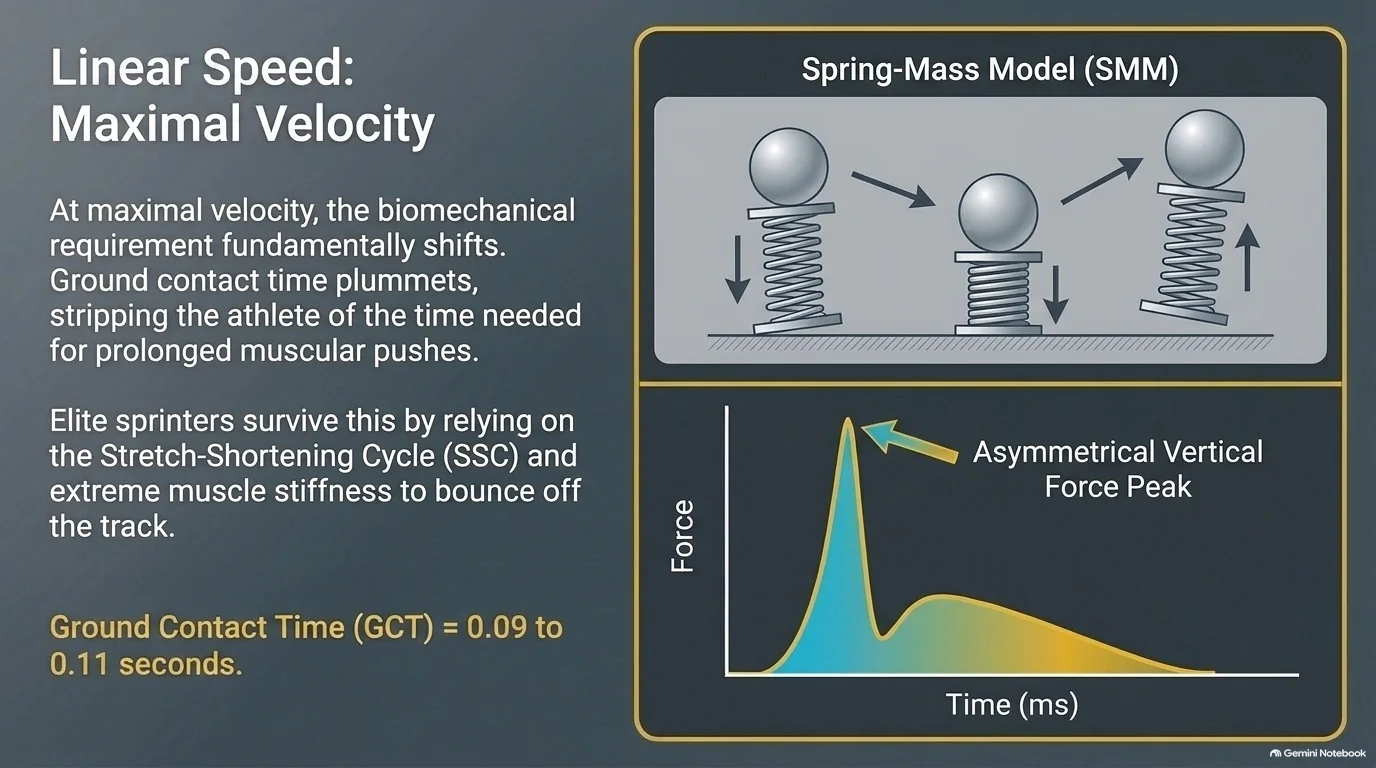 Linear Speed:
Maximal Velocity
At maximal velocity, the biomechanical
requirement fundamentally shifts.
Ground contact time plummets,
stripping the athlete of the time needed
for prolonged muscular pushes.
Elite sprinters survive this by relying on
the Stretch-Shortening Cycle (SSC) and
extreme muscle stiffness to bounce off
the track.
Ground Contact Time (GCT) = 0.09 to
0.11 seconds.
Spring-Mass Model (SMM)
Asymmetrical Vertical
Force Peak
Force
Time (ms)
Gemini Notebook